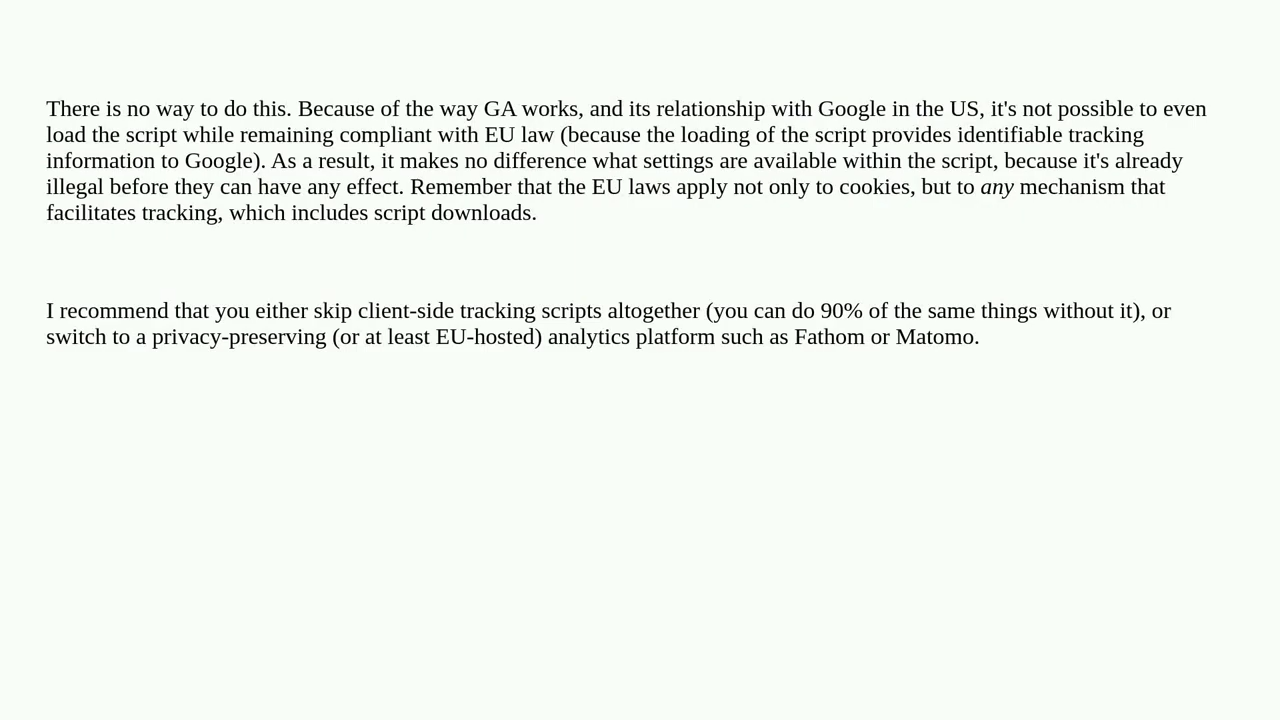 There is no way to do this. Because of the way GA works, and its relationship with Google in the US, it's not possible to even
load the script while remaining compliant with EU law (because the loading of the script provides identifiable tracking
information to Google). As a result, it makes no difference what settings are available within the script, because it's already
illegal before they can have any effect. Remember that the EU laws apply not only to cookies, but to any mechanism that
facilitates tracking, which includes script downloads.
I recommend that you either skip client-side tracking scripts altogether (you can do 90% of the same things without it), or
switch to a privacy-preserving (or at least EU-hosted) analytics platform such as Fathom or Matomo.